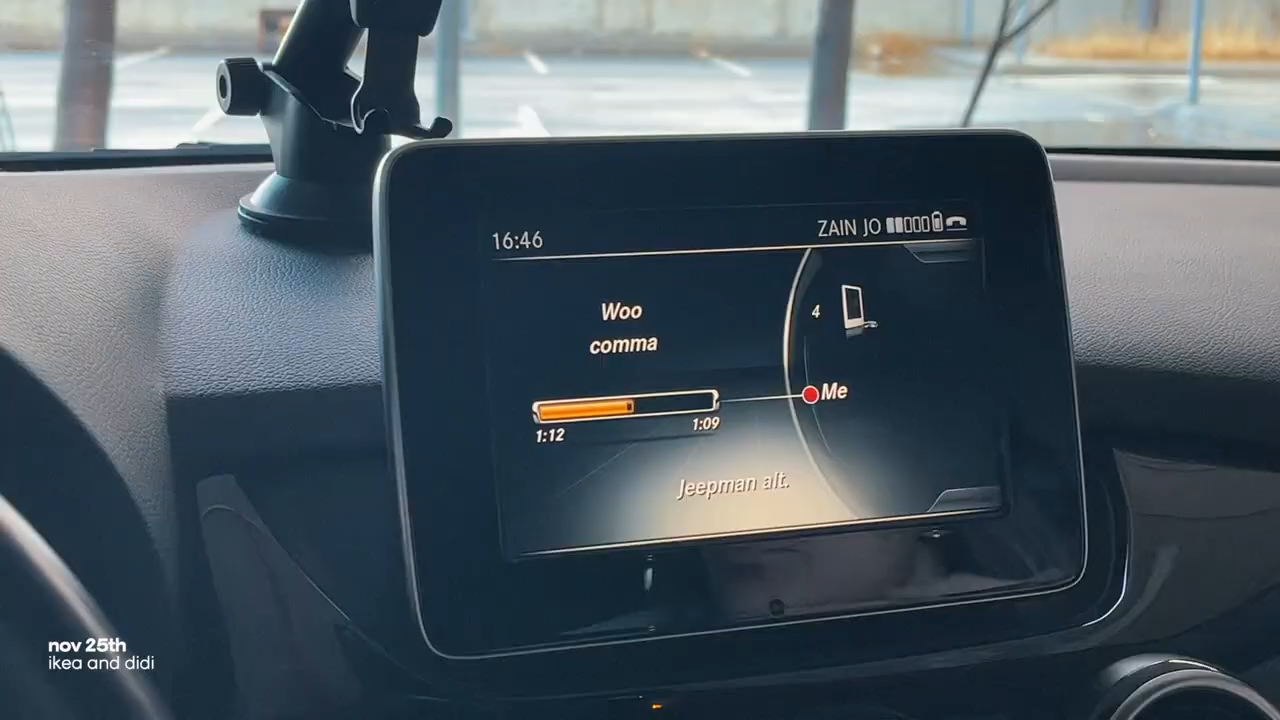 16:46
ZAIN JO
Woo
comma
4
Me
1:12
1:09
Jeepman alt.
nov 25th
ikea and didi